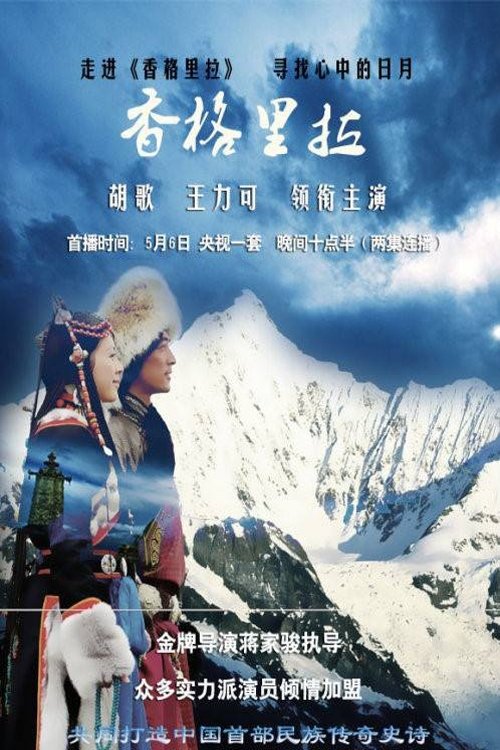 走进《香格里拉》 寻找心中的日月
香格里拉
胡歌 王力可 领衔主演
首播时间: 5月6日 央视一套 晚间十点半(两集连播)
金牌导演蒋家骏执导
众多实力派演员倾情加盟
共同打造中国首部民族传奇史诗